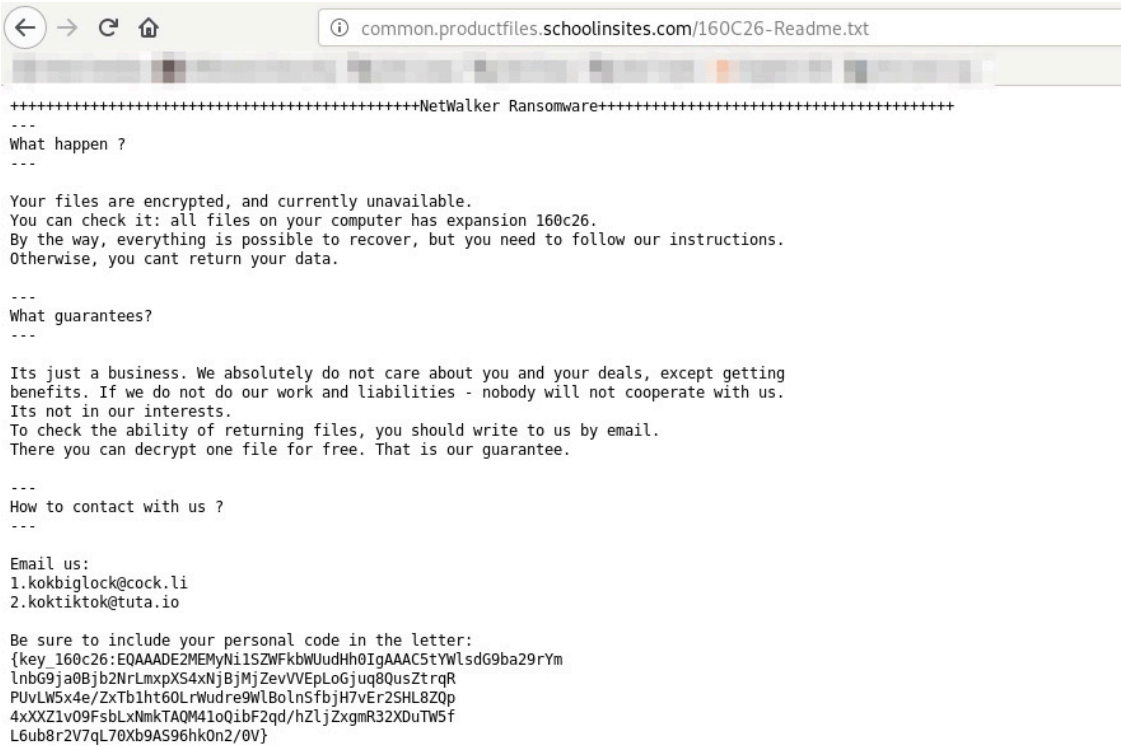 common.productfiles.schoolinsites.com/160C26-Readme.txt
++++++++++++++++++++++++++++++++++++++++++++++NetWalker Ransomware++++++++++++++++++++++++++++++++++++++++
---
What happen ?
---
Your files are encrypted, and currently unavailable.
You can check it: all files on your computer has expansion 160c26.
By the way, everything is possible to recover, but you need to follow our instructions.
Otherwise, you cant return your data.
---
What guarantees?
---
Its just a business. We absolutely do not care about you and your deals, except getting
benefits. If we do not do our work and liabilities - nobody will not cooperate with us.
Its not in our interests.
To check the ability of returning files, you should write to us by email.
There you can decrypt one file for free. That is our guarantee.
---
How to contact with us ?
---
Email us:
1.kokbiglock@cock.li
2.koktiktok@tuta.io
Be sure to include your personal code in the letter:
{key_160c26:EQAAADE2MEMyNi1SZWFkbWUudHh0IgAAAC5tYWlsdG9ba29rYm
lnbG9ja0Bjb2NrLmxpXS4xNjBjMjZevVVEpLoGjuq8QusZtrqR
PUvLW5x4e/ZxTb1ht6OLrWudre9WlBolnSfbjH7vEr2SHL8ZQp
4xXXZ1vO9FsbLxNmkTAQM41oQibF2qd/hZljZxgmR32XDuTW5f
L6ub8r2V7qL70Xb9AS96hkOn2/0V}